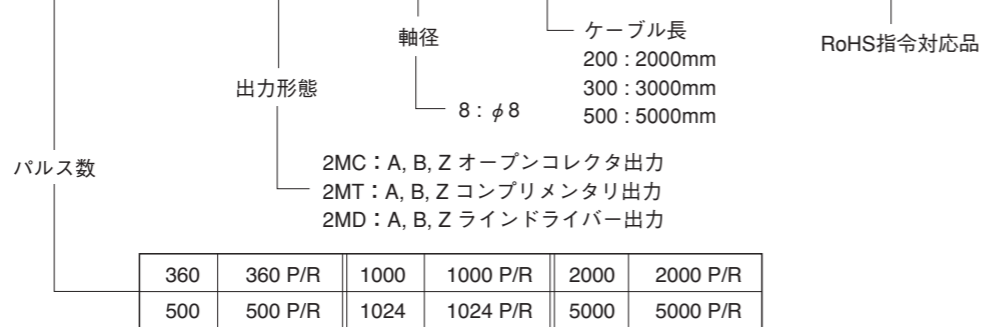 軸径
ケーブル長
RoHS指令対応品
200 : 2000mm
300 : 3000mm
500 : 5000mm
出力形態
8 : φ8
パルス数
2MC：A, B, Z オープンコレクタ出力
2MT：A, B, Z コンプリメンタリ出力
2MD：A, B, Z ラインドライバー出力
360 360 P/R 1000 1000 P/R 2000 2000 P/R
500 500 P/R 1024 1024 P/R 5000 5000 P/R